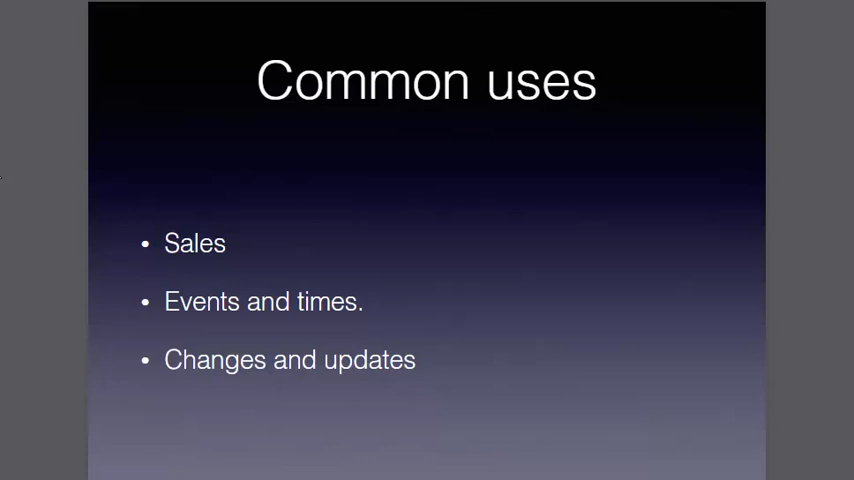 Common uses
• Sales
• Events and times.
• Changes and updates